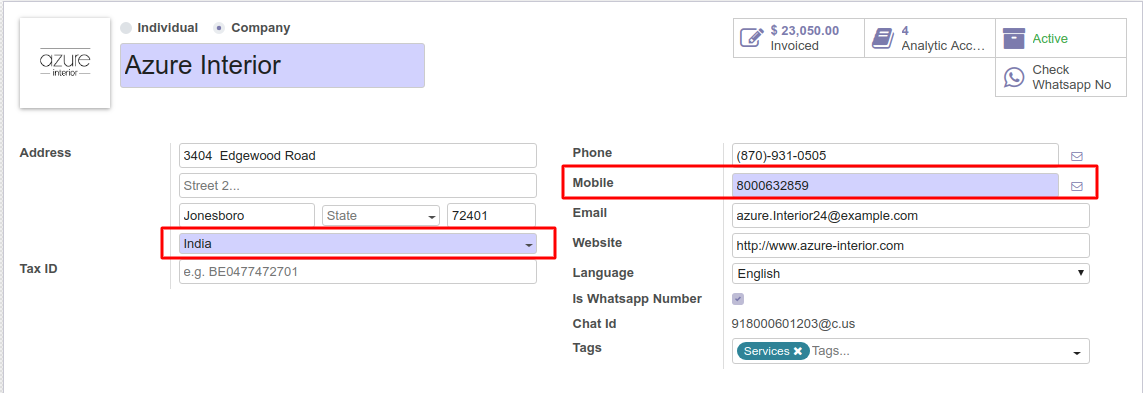 azure
interior
Individual
Company
Azure Interior
$ 23,050.00
Invoiced
4
Analytic Acc...
Active
Check
Whatsapp No
Address
3404 Edgewood Road
Street 2...
Jonesboro
State
72401
India
Tax ID
e.g. BE0477472701
Phone
(870)-931-0505
Mobile
8000632859
Email
azure.Interior24@example.com
Website
http://www.azure-interior.com
Language
English
Is Whatsapp Number
Chat Id
918000601203@c.us
Tags
Services
Tags...